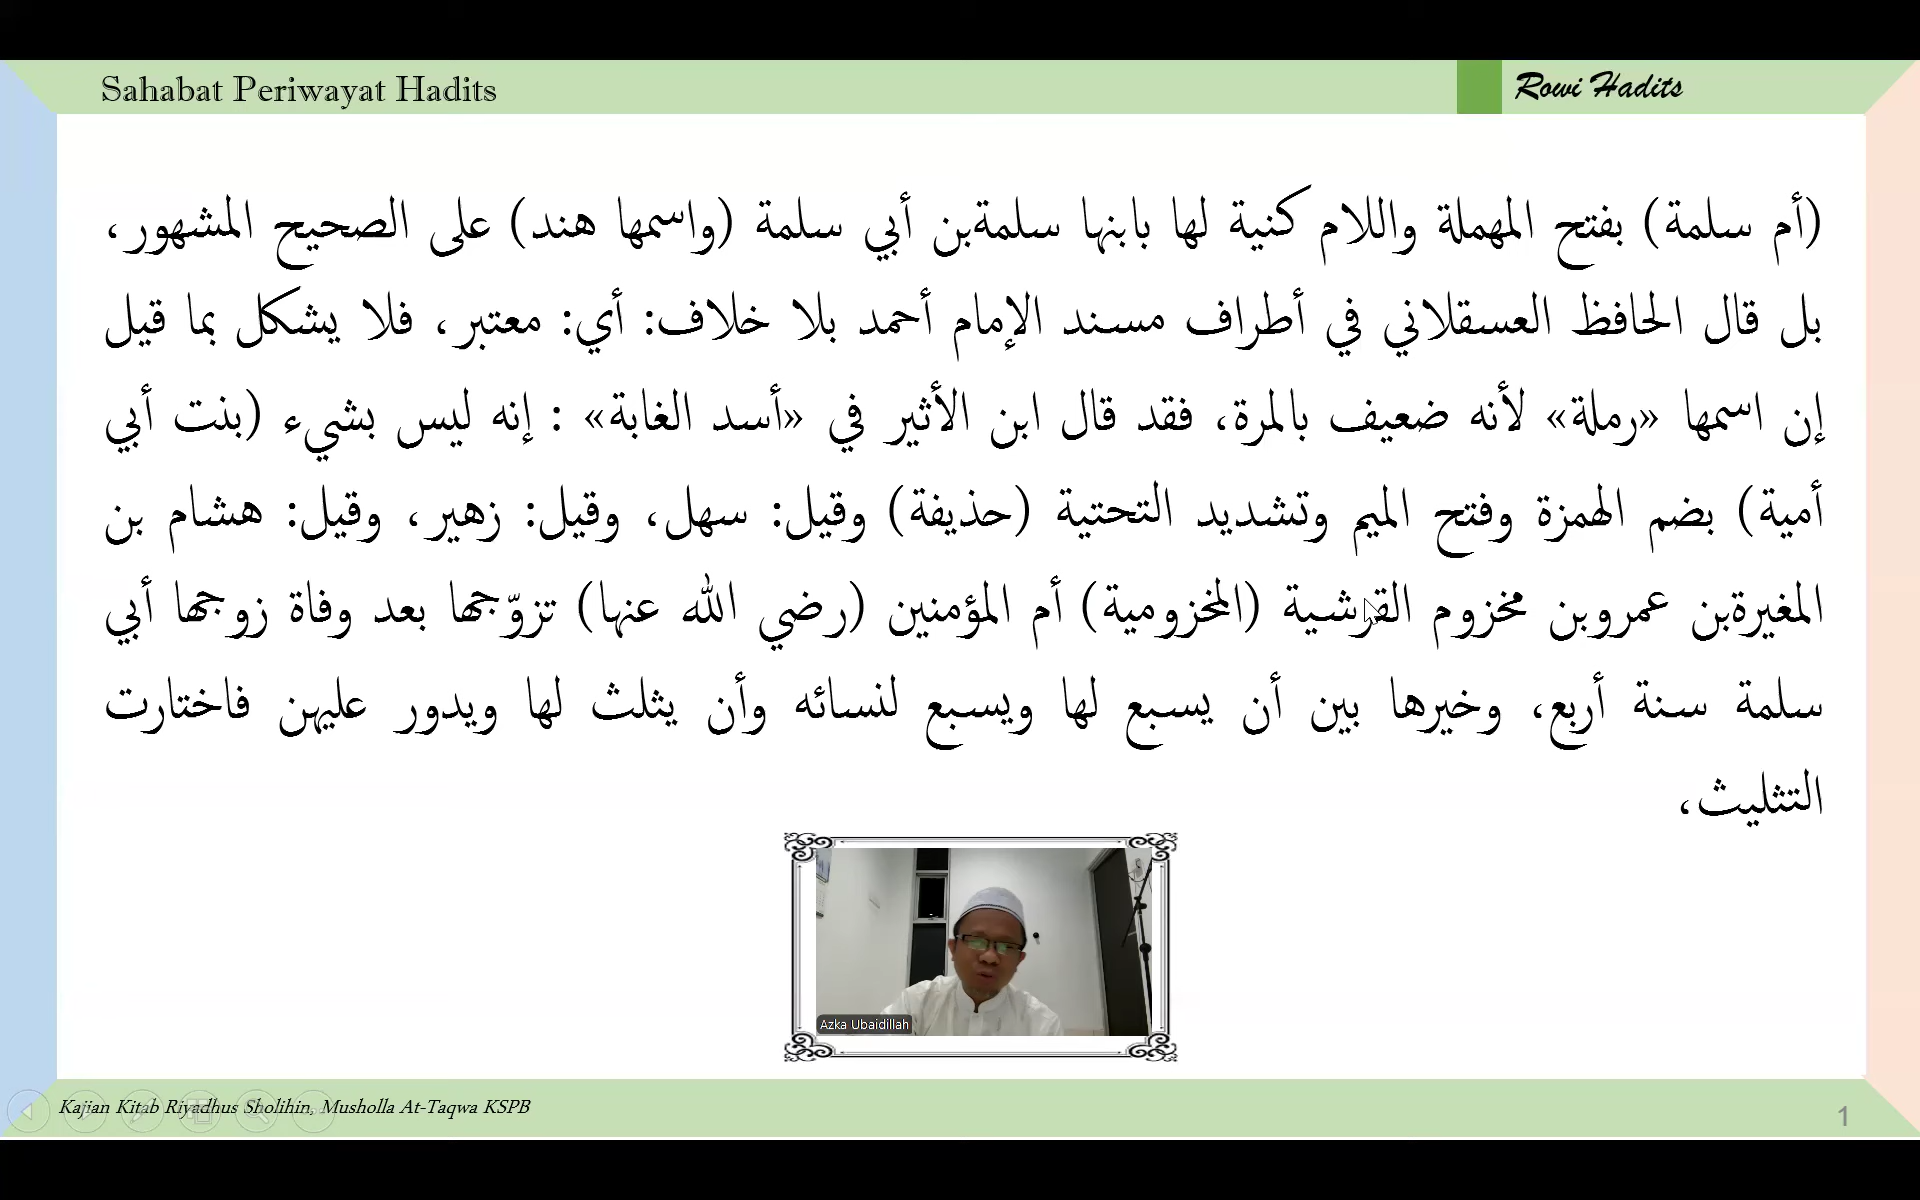 Sahabat Periwayat Hadits
Rowi Hadits
(أم سلمة) بفتح المهملة واللام كنية لها بابنها سلمةبن أبي سلمة (واسمها هند) على الصحيح المشهور،
بل قال الحافظ العسقلاني في أطراف مسند الإمام أحمد بلا خلاف: أي: معتبر، فلا يشكل بما قيل
إن اسمها «رملة» لأنه ضعيف بالمرة، فقد قال ابن الأثير في «أسد الغابة» : إنه ليس بشيء (بنت أبي
أمية) بضم الهمزة وفتح الميم وتشديد التحتية (حذيفة) وقيل: سهل، وقيل: زهير، وقيل: هشام بن
المغيرةبن عمروبن مخزوم القرشية (المخزومية) أم المؤمنين (رضي الله عنها) تزوّجها بعد وفاة زوجها أبي
سلمة سنة أربع، وخيرها بين أن يسبع لها ويسبع لنسائه وأن يثلث لها ويدور عليهن فاختارت
التثليث،
Azka Ubaidillah
Kajian Kitab Riyadhus Sholihin, Musholla At-Taqwa KSPB
1